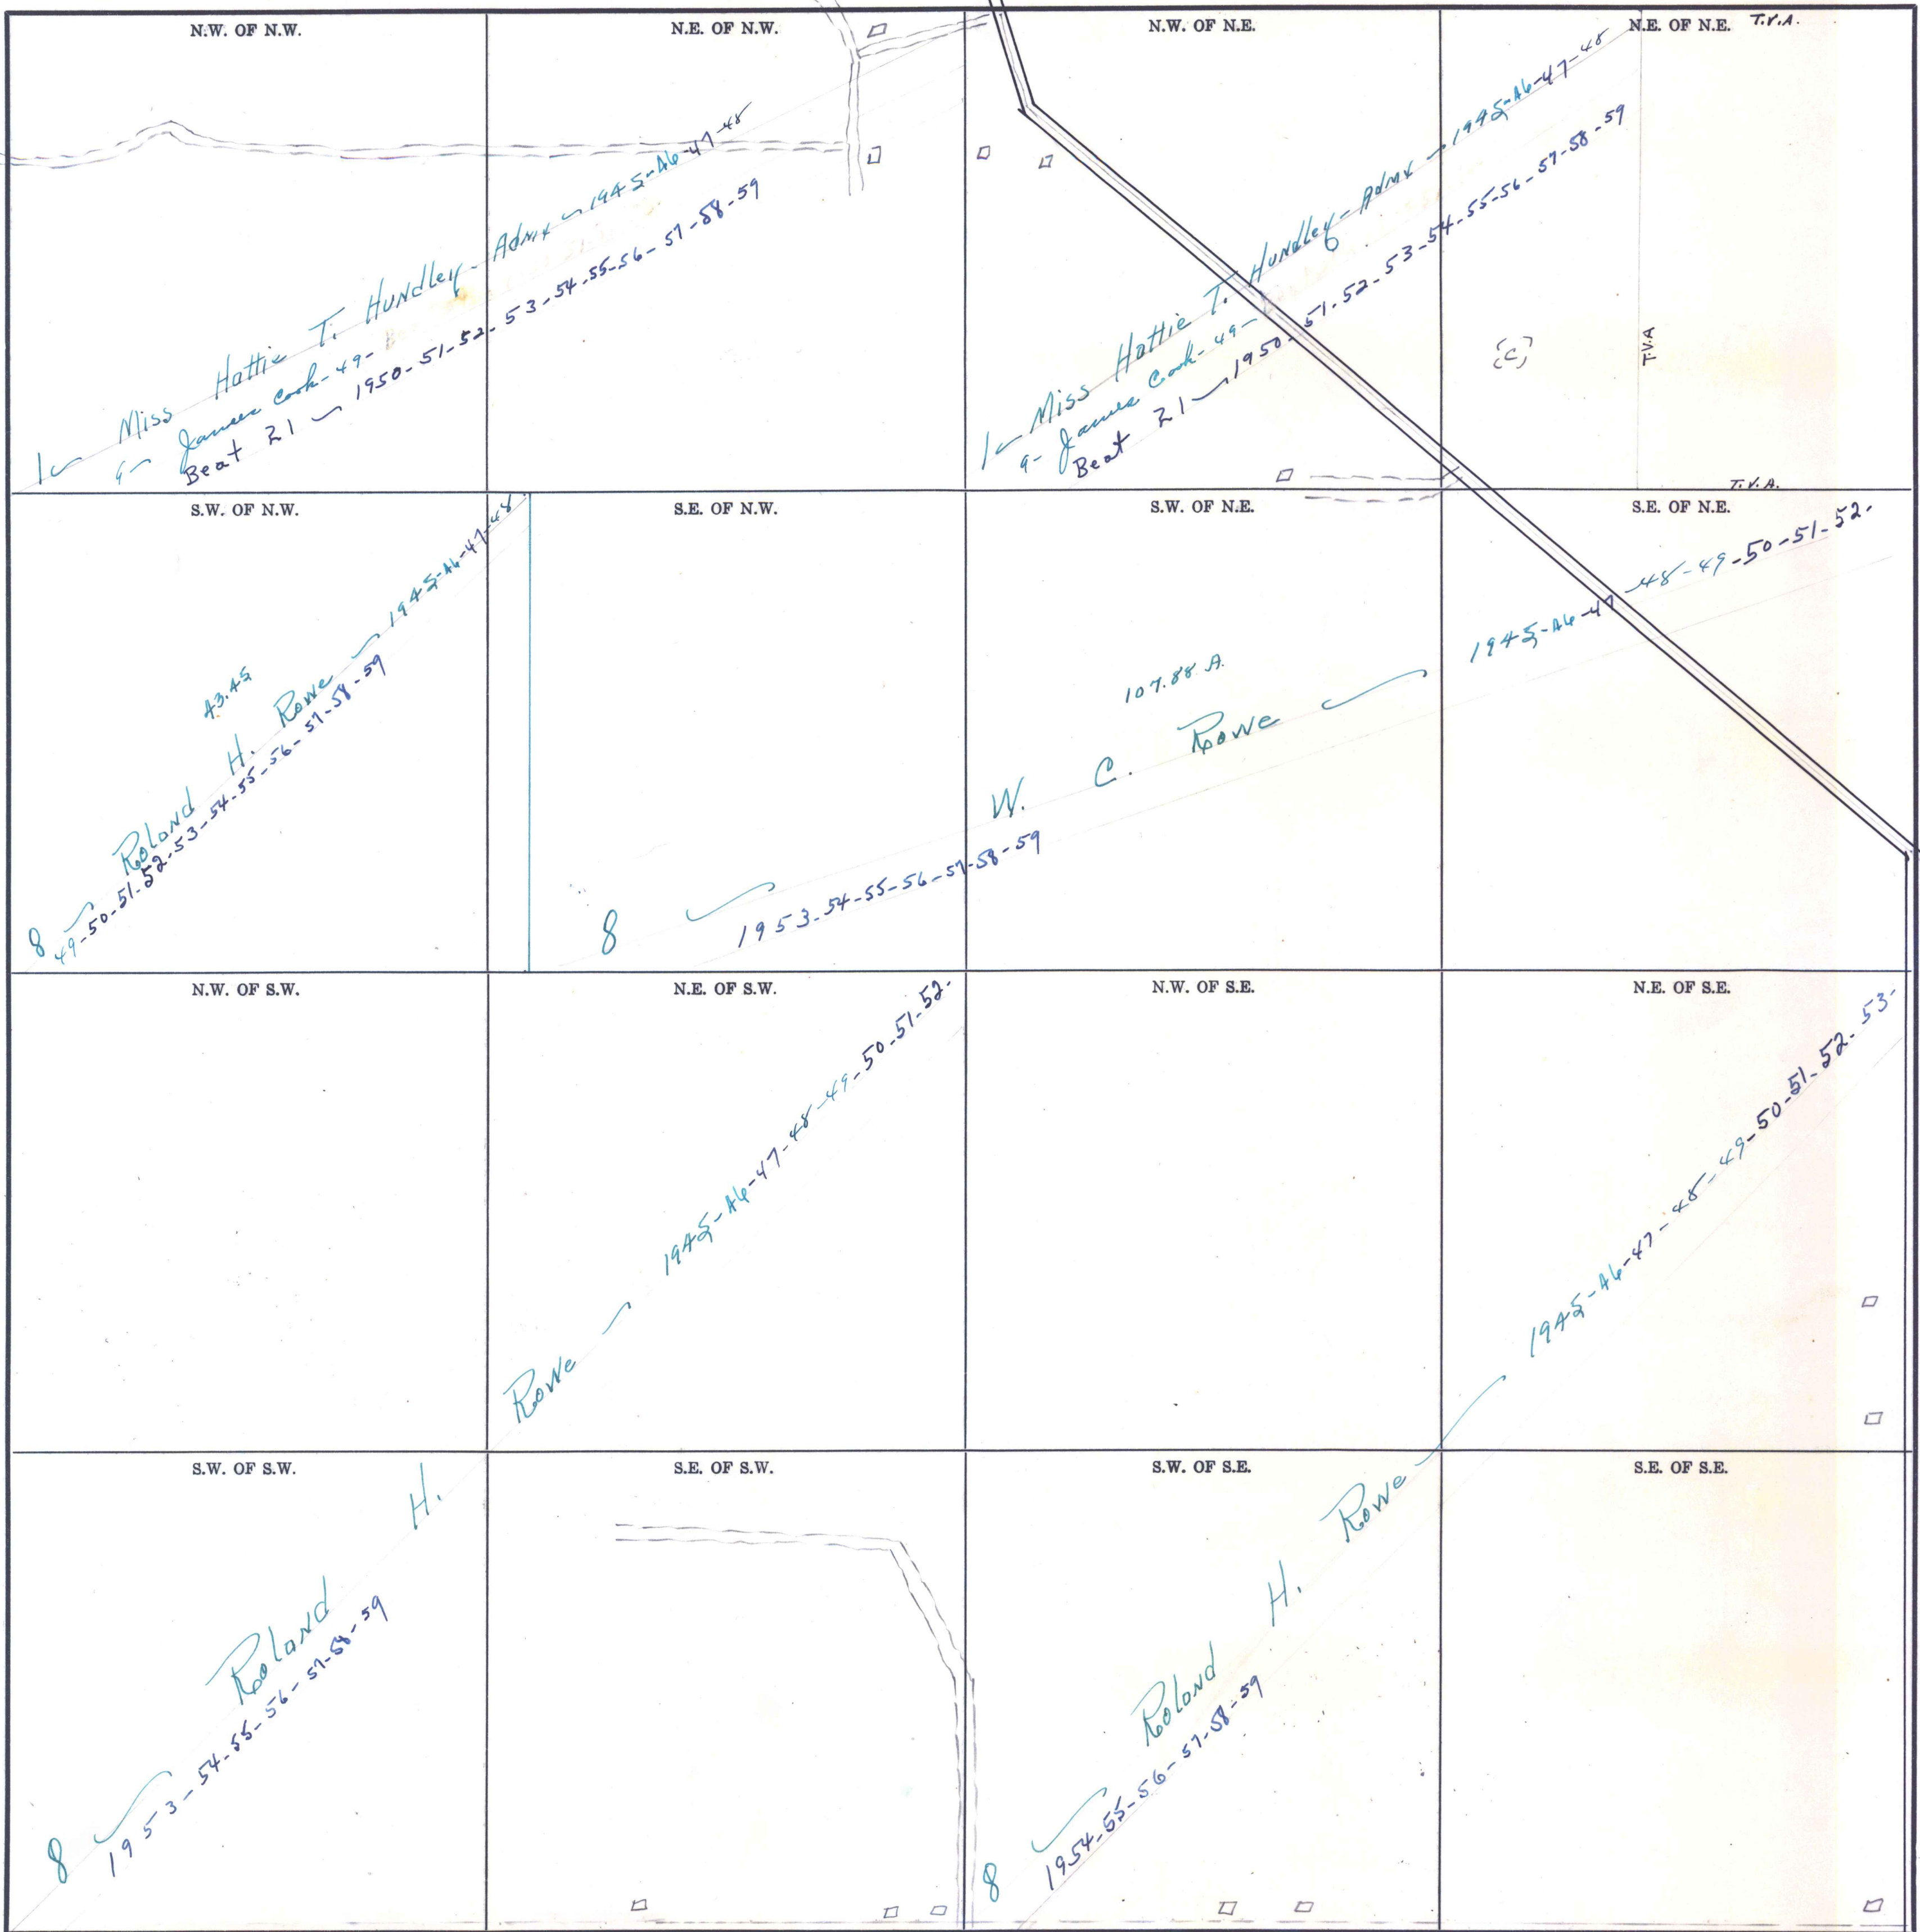 N.W. OF N.W.
N.E. OF N.W.
N.W. OF N.E.
N.E. OF N.E.
T.V.A.
1 Miss Hattie T. Hundley - Admx 1945-46-47-48
9- James Cook-49-
Beat 21 1950-51-52-53-54-55-56-57-58-59
1 Miss Hattie T. Hundley - Admx 1945-46-47-48
9- James Cook-49-
Beat 21 1950-51-52-53-54-55-56-57-58-59
(C)
T.V.A
T.V.A.
S.W. OF N.W.
S.E. OF N.W.
S.W. OF N.E.
S.E. OF N.E.
43.45
8 Roland H. Rowe 1945-46-47-48
49-50-51-52-53-54-55-56-57-58-59
107.88 A.
8 W. C. Rowe 1945-46-47-48-49-50-51-52-
1953-54-55-56-57-58-59
N.W. OF S.W.
N.E. OF S.W.
N.W. OF S.E.
N.E. OF S.E.
S.W. OF S.W.
S.E. OF S.W.
S.W. OF S.E.
S.E. OF S.E.
8 Roland H. Rowe 1945-46-47-48-49-50-51-52-
1953-54-55-56-57-58-59
8 Roland H. Rowe 1945-46-47-48-49-50-51-52-53-
1954-55-56-57-58-59